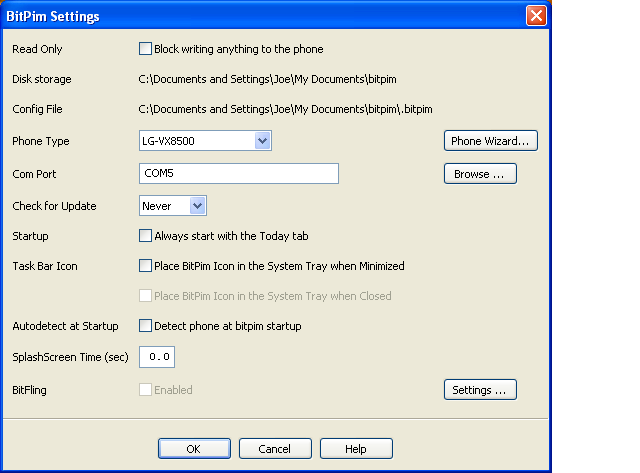 BitPim Settings
Read Only Block writing anything to the phone
Disk storage C:\Documents and Settings\Joe\My Documents\bitpim
Config File C:\Documents and Settings\Joe\My Documents\bitpim\.bitpim
Phone Type LG-VX8500 Phone Wizard...
Com Port COM5 Browse ...
Check for Update Never
Startup Always start with the Today tab
Task Bar Icon Place BitPim Icon in the System Tray when Minimized
Place BitPim Icon in the System Tray when Closed
Autodetect at Startup Detect phone at bitpim startup
SplashScreen Time (sec) 0.0
BitFling Enabled Settings ...
OK Cancel Help